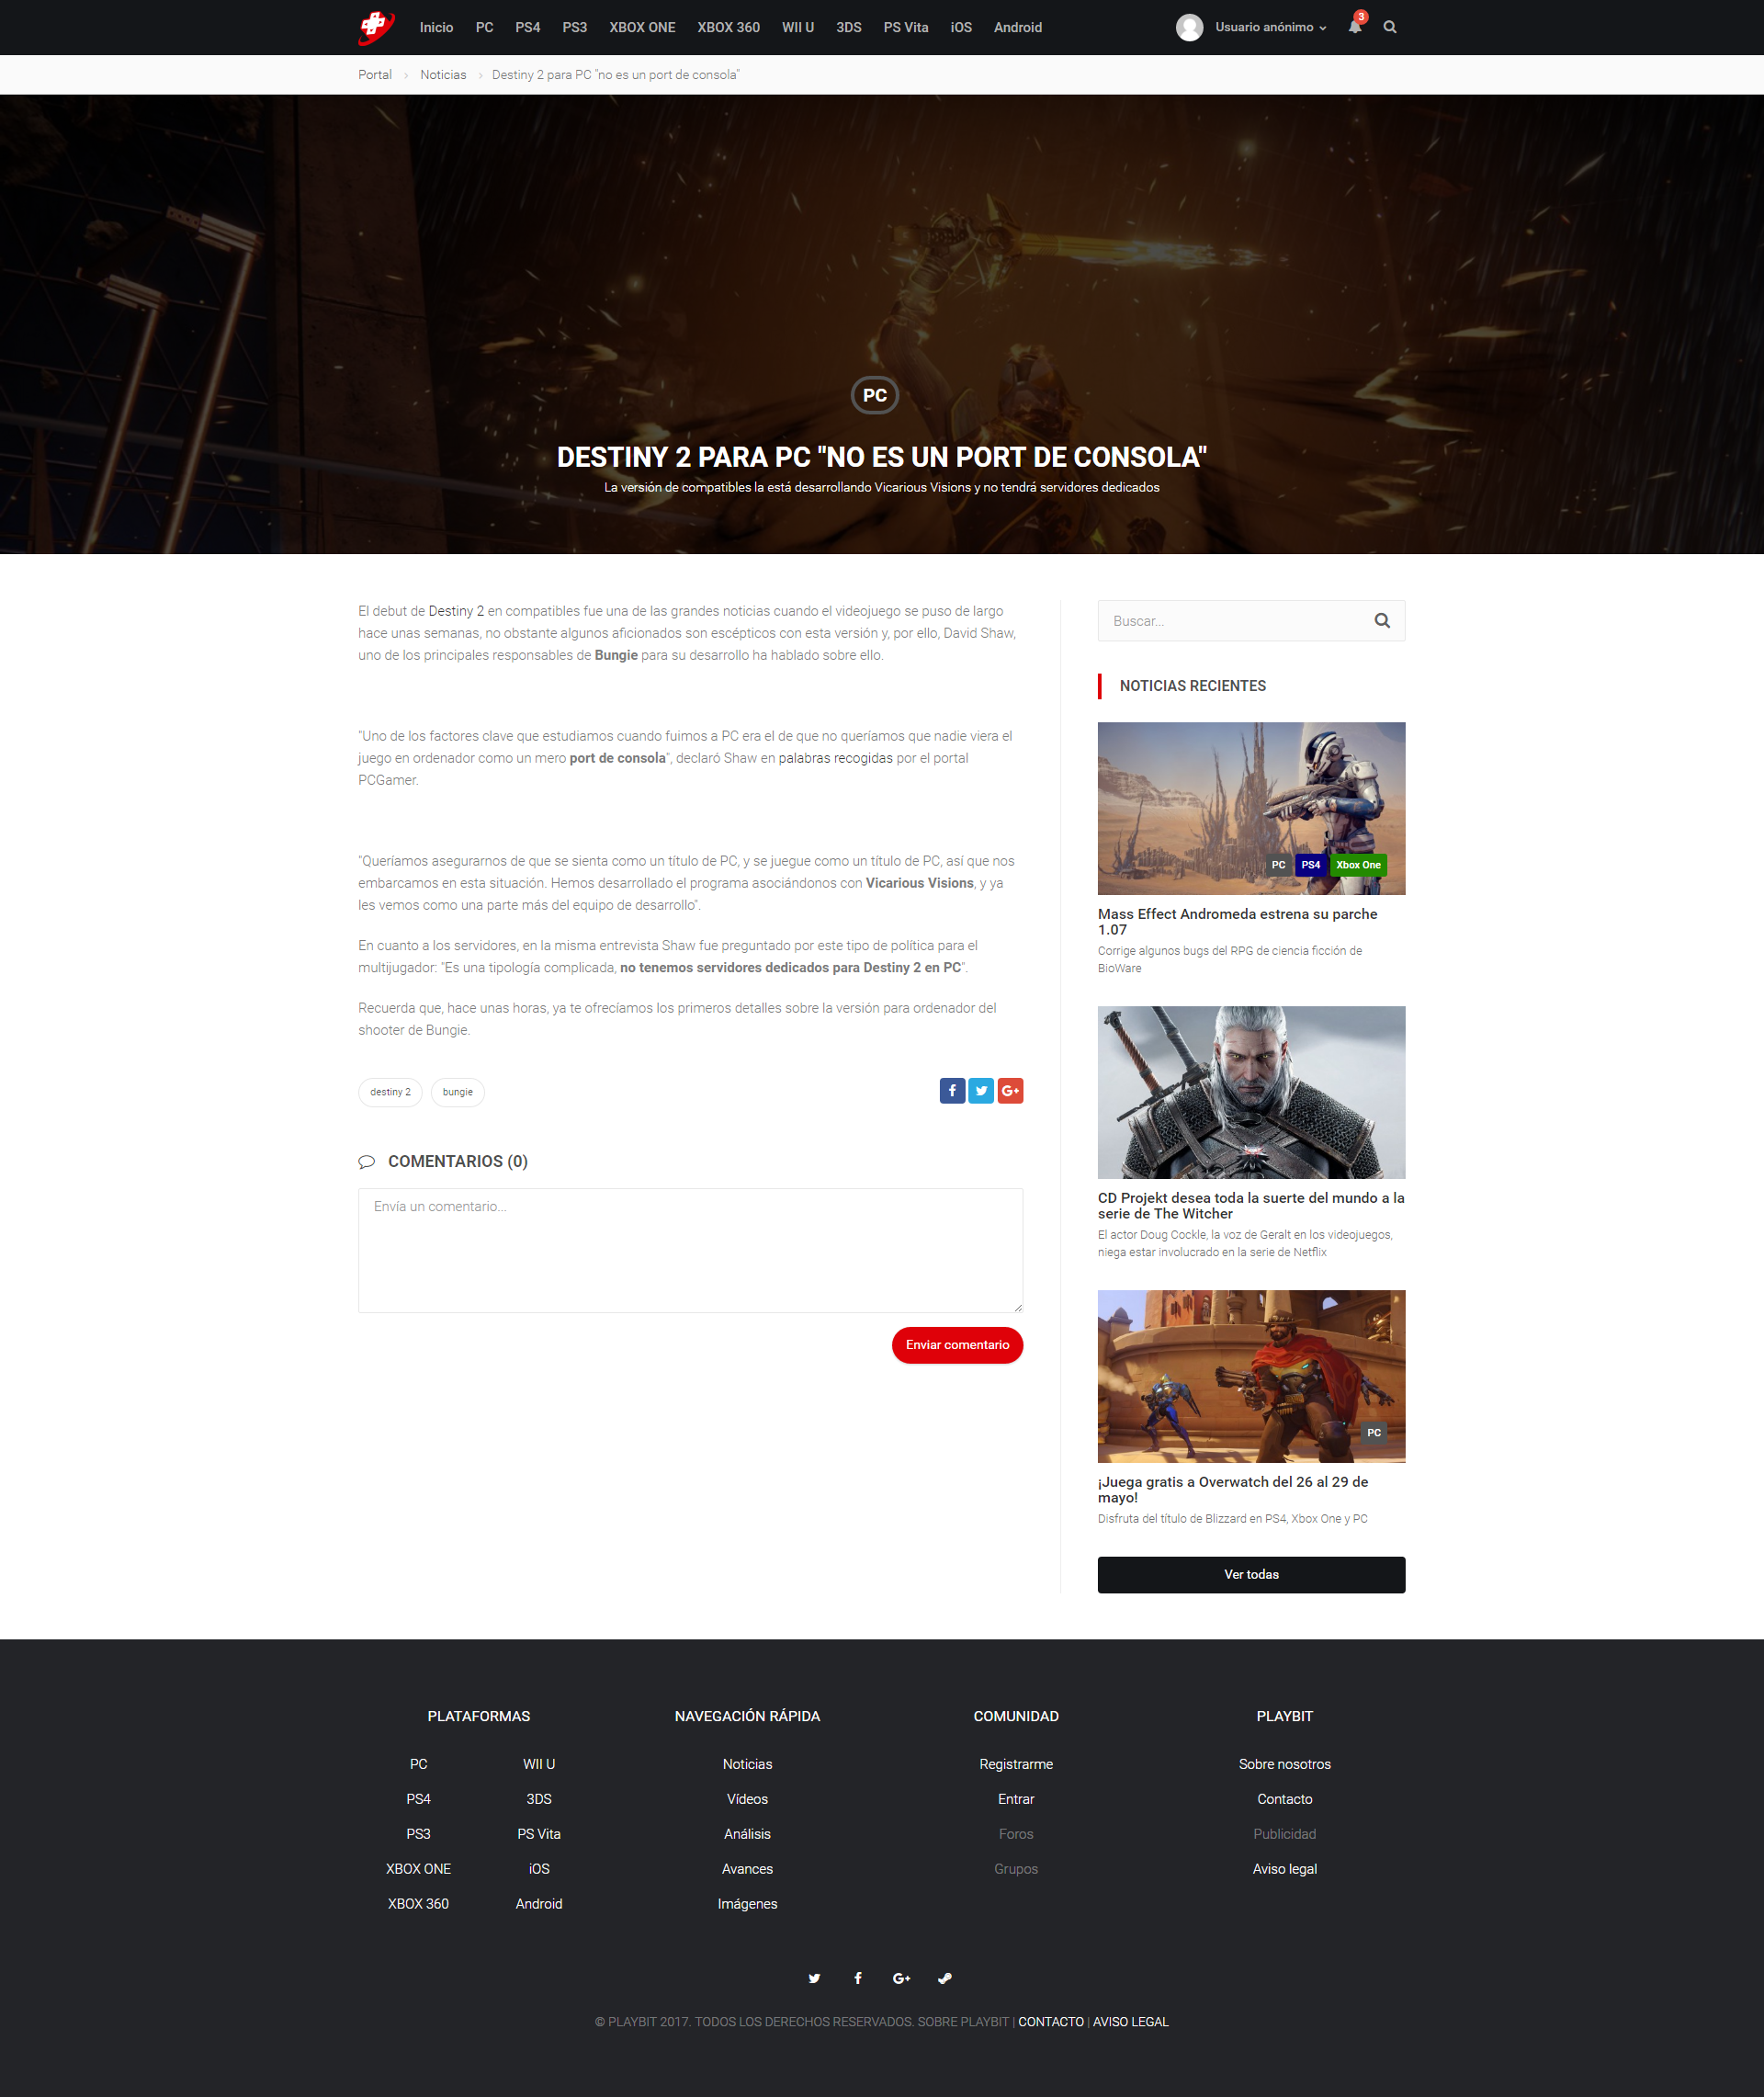 Inicio PC PS4 PS3 XBOX ONE XBOX 360 WII U 3DS PS Vita iOS Android Usuario anónimo 3
Portal › Noticias › Destiny 2 para PC "no es un port de consola"
PC
DESTINY 2 PARA PC "NO ES UN PORT DE CONSOLA"
La versión de compatibles la está desarrollando Vicarious Visions y no tendrá servidores dedicados
El debut de Destiny 2 en compatibles fue una de las grandes noticias cuando el videojuego se puso de largo
hace unas semanas, no obstante algunos aficionados son escépticos con esta versión y, por ello, David Shaw,
uno de los principales responsables de Bungie para su desarrollo ha hablado sobre ello.
"Uno de los factores clave que estudiamos cuando fuimos a PC era el de que no queríamos que nadie viera el
juego en ordenador como un mero port de consola", declaró Shaw en palabras recogidas por el portal
PCGamer.
"Queríamos asegurarnos de que se sienta como un título de PC, y se juegue como un título de PC, así que nos
embarcamos en esta situación. Hemos desarrollado el programa asociándonos con Vicarious Visions, y ya
les vemos como una parte más del equipo de desarrollo".
En cuanto a los servidores, en la misma entrevista Shaw fue preguntado por este tipo de política para el
multijugador: "Es una tipología complicada, no tenemos servidores dedicados para Destiny 2 en PC".
Recuerda que, hace unas horas, ya te ofrecíamos los primeros detalles sobre la versión para ordenador del
shooter de Bungie.
destiny 2 bungie
COMENTARIOS (0)
Envía un comentario...
Enviar comentario
Buscar...
NOTICIAS RECIENTES
PC PS4 Xbox One
Mass Effect Andromeda estrena su parche
1.07
Corrige algunos bugs del RPG de ciencia ficción de
BioWare
CD Projekt desea toda la suerte del mundo a la
serie de The Witcher
El actor Doug Cockle, la voz de Geralt en los videojuegos,
niega estar involucrado en la serie de Netflix
PC
¡Juega gratis a Overwatch del 26 al 29 de
mayo!
Disfruta del título de Blizzard en PS4, Xbox One y PC
Ver todas
PLATAFORMAS
PC WII U
PS4 3DS
PS3 PS Vita
XBOX ONE iOS
XBOX 360 Android
NAVEGACIÓN RÁPIDA
Noticias
Vídeos
Análisis
Avances
Imágenes
COMUNIDAD
Registrarme
Entrar
Foros
Grupos
PLAYBIT
Sobre nosotros
Contacto
Publicidad
Aviso legal
© PLAYBIT 2017. TODOS LOS DERECHOS RESERVADOS. SOBRE PLAYBIT | CONTACTO | AVISO LEGAL